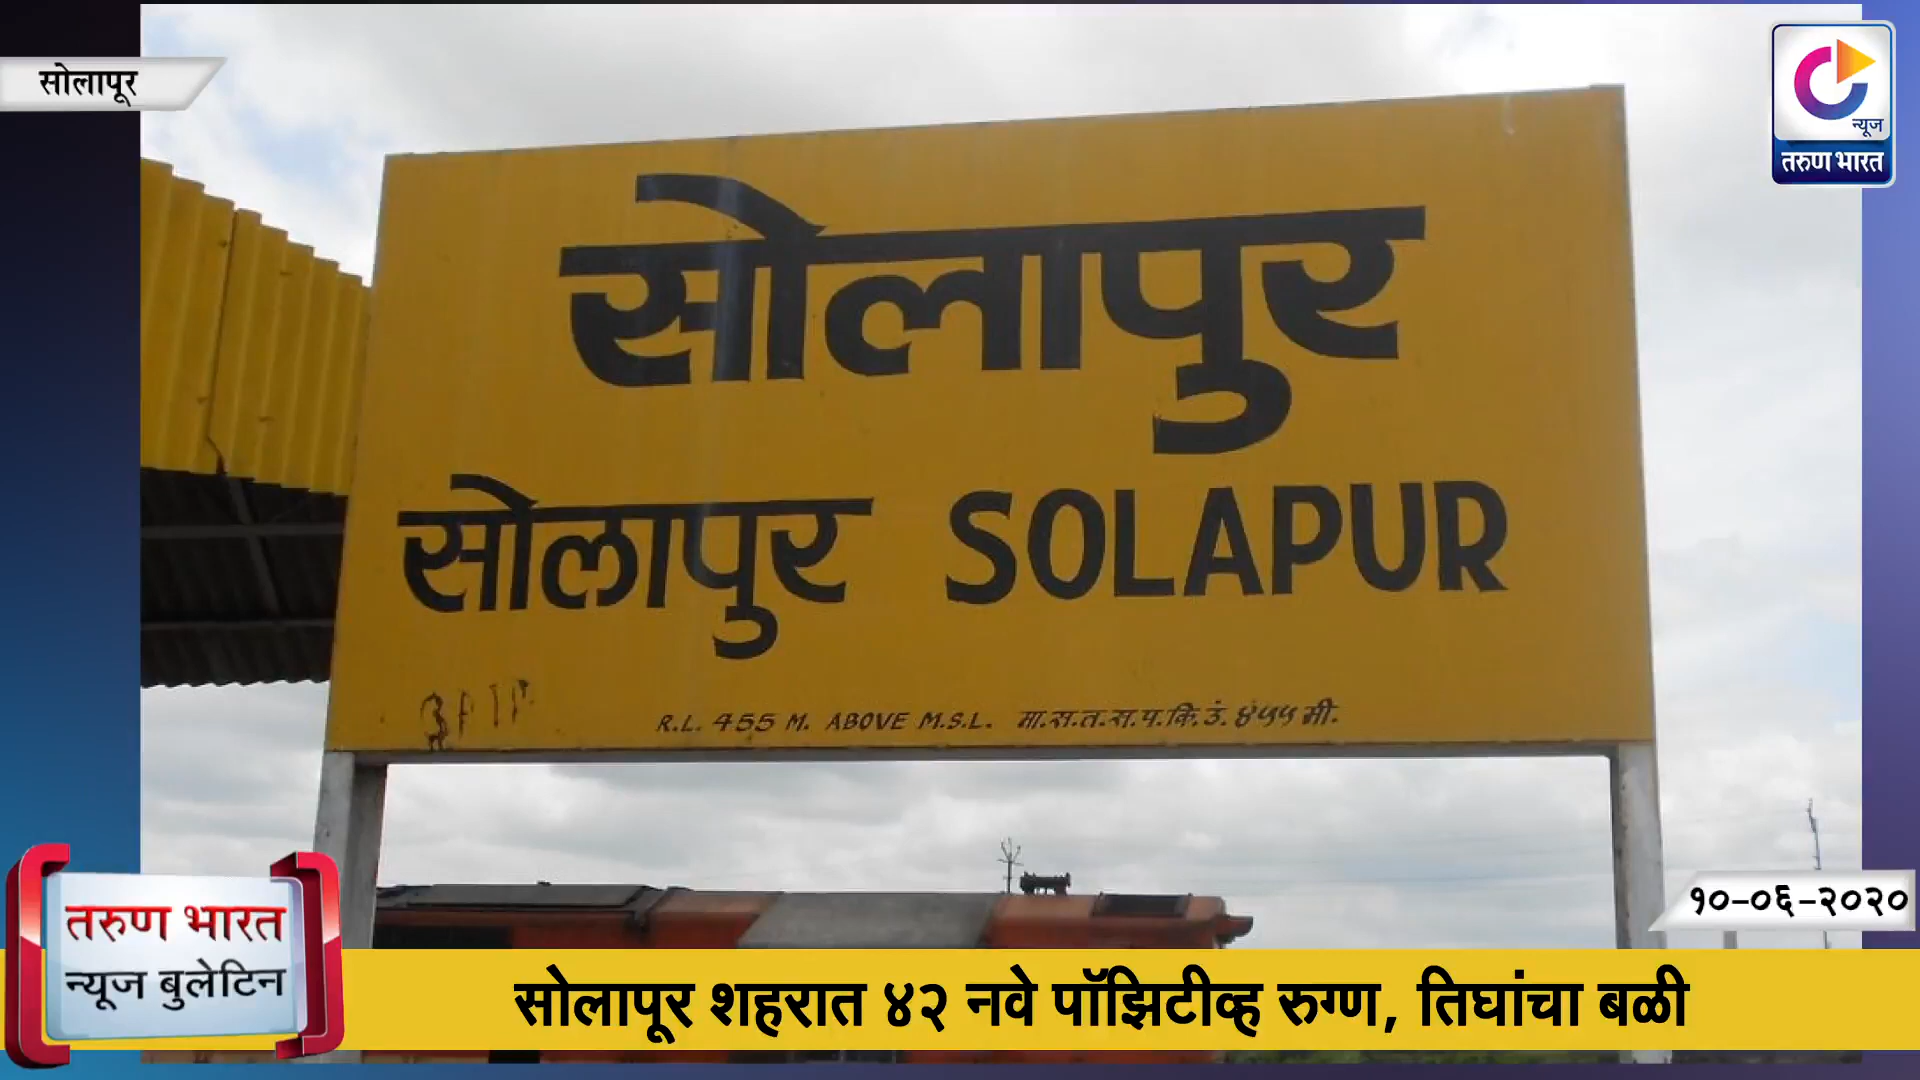 सोलापूर
न्यूज
तरुण भारत
सोलापुर
सोलापुर SOLAPUR
R.L. 455 M. ABOVE M.S.L. मा.स.त.स.प.कि.उं. ४५५ मी.
१०-०६-२०२०
तरुण भारत
न्यूज बुलेटिन
सोलापूर शहरात ४२ नवे पॉझिटीव्ह रुग्ण, तिघांचा बळी